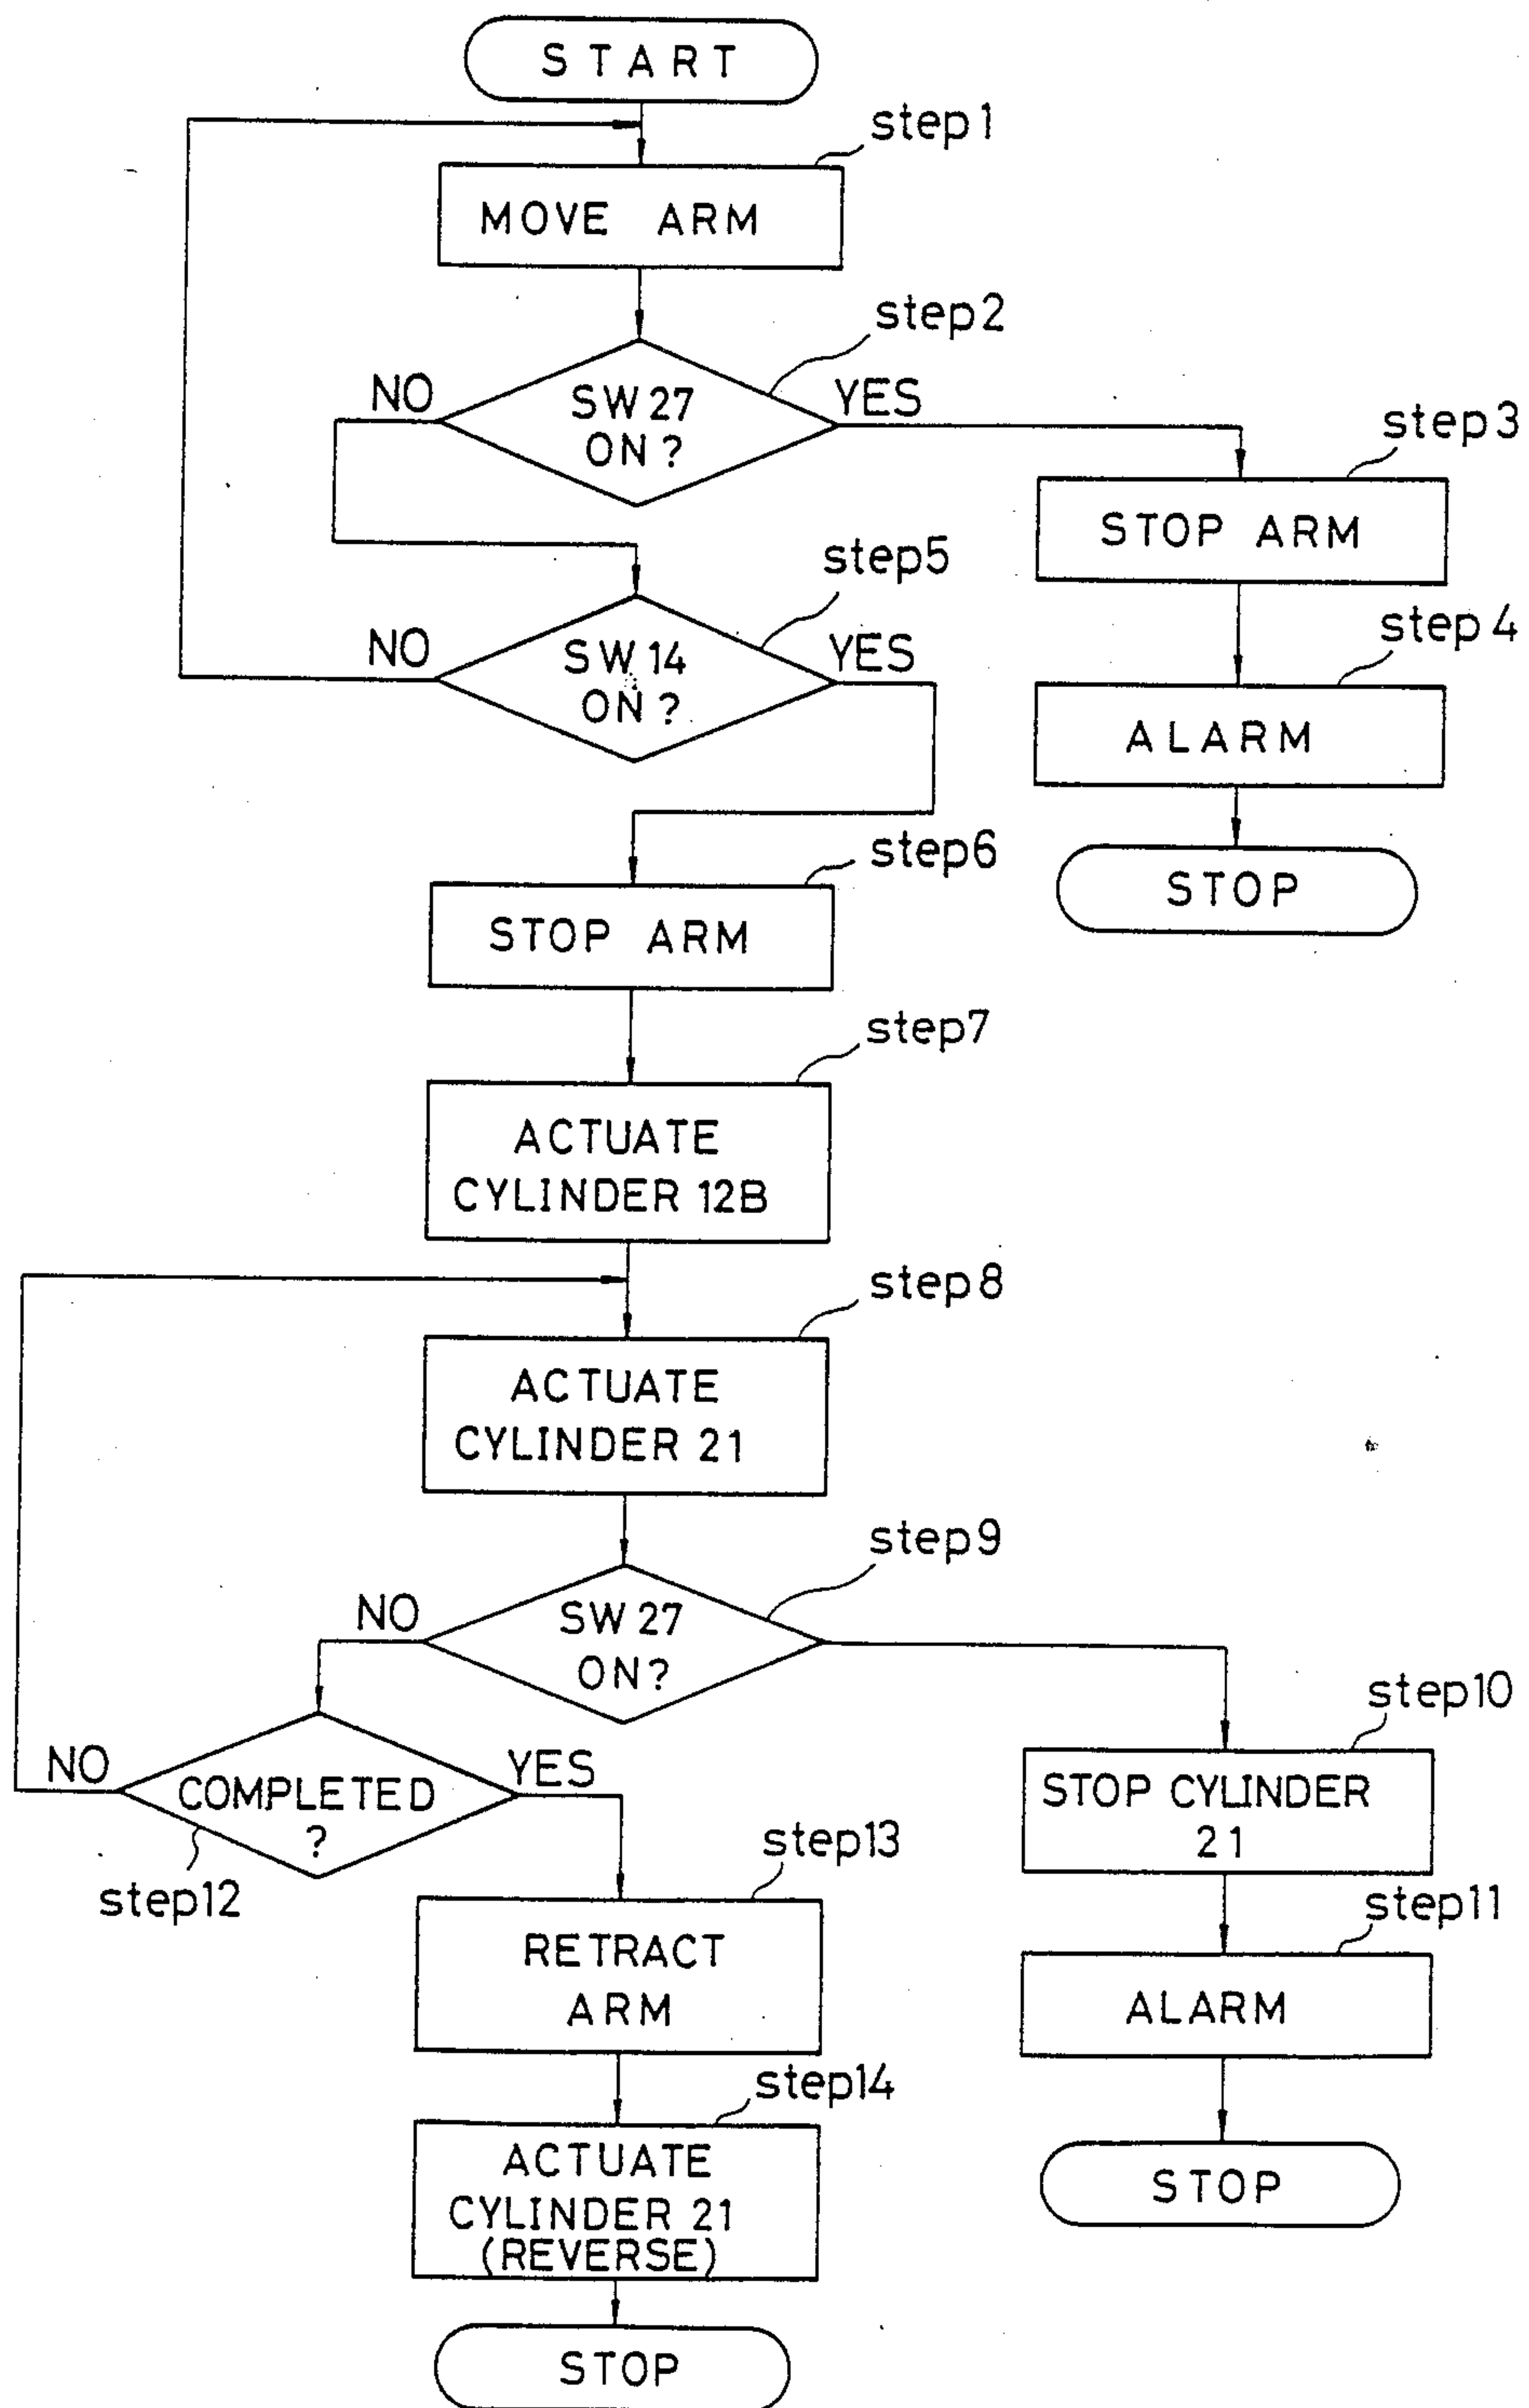 START
step1
MOVE ARM
step2
NO
SW 27
ON?
YES
step3
STOP ARM
step5
NO
SW 14
ON?
YES
step4
ALARM
STOP
step6
STOP ARM
step7
ACTUATE
CYLINDER 12B
step8
ACTUATE
CYLINDER 21
step9
NO
SW 27
ON?
step10
STOP CYLINDER
21
NO
COMPLETED
?
YES
step12
step13
RETRACT
ARM
step11
ALARM
step14
ACTUATE
CYLINDER 21
(REVERSE)
STOP
STOP